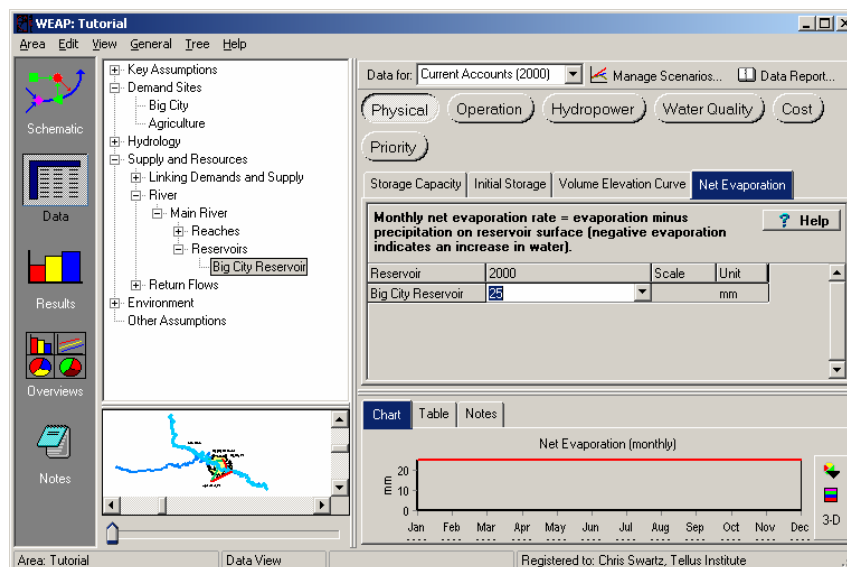 WEAP: Tutorial
Area Edit View General Tree Help
Schematic
Data
Results
Overviews
Notes
Key Assumptions
Demand Sites
Big City
Agriculture
Hydrology
Supply and Resources
Linking Demands and Supply
River
Main River
Reaches
Reservoirs
Big City Reservoir
Return Flows
Environment
Other Assumptions
Data for: Current Accounts (2000) Manage Scenarios... Data Report...
Physical Operation Hydropower Water Quality Cost
Priority
Storage Capacity Initial Storage Volume Elevation Curve Net Evaporation
Monthly net evaporation rate = evaporation minus
precipitation on reservoir surface (negative evaporation
indicates an increase in water).
? Help
Reservoir 2000 Scale Unit
Big City Reservoir 25 mm
Chart Table Notes
Net Evaporation (monthly)
mm
20
10
0
Jan Feb Mar Apr May Jun Jul Aug Sep Oct Nov Dec
3-D
Area: Tutorial Data View Registered to: Chris Swartz, Tellus Institute